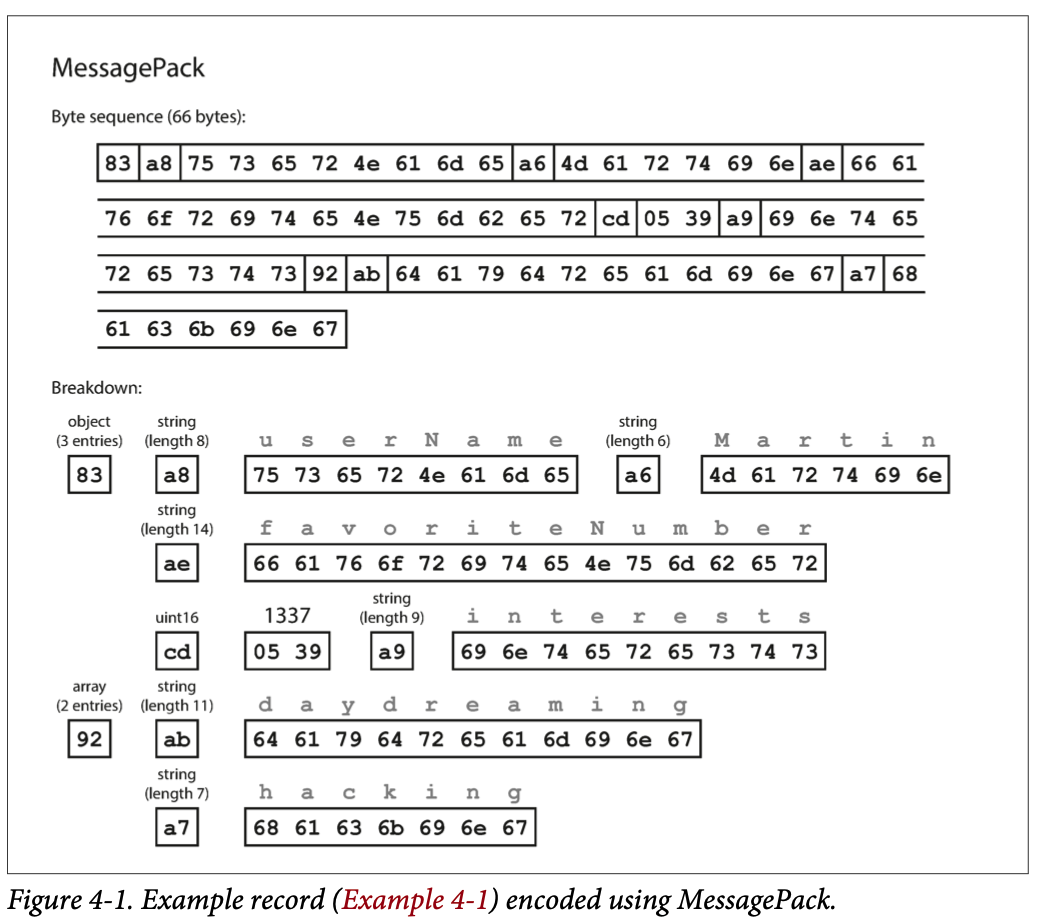 MessagePack
Byte sequence (66 bytes):
83 a8 75 73 65 72 4e 61 6d 65 a6 4d 61 72 74 69 6e ae 66 61
76 6f 72 69 74 65 4e 75 6d 62 65 72 cd 05 39 a9 69 6e 74 65
72 65 73 74 73 92 ab 64 61 79 64 72 65 61 6d 69 6e 67 a7 68
61 63 6b 69 6e 67
Breakdown:
object
(3 entries)
string
(length 8)
u s e r N a m e
string
(length 6)
M a r t i n
83 a8 75 73 65 72 4e 61 6d 65 a6 4d 61 72 74 69 6e
string
(length 14)
f a v o r i t e N u m b e r
ae 66 61 76 6f 72 69 74 65 4e 75 6d 62 65 72
uint16
1337
string
(length 9)
i n t e r e s t s
cd 05 39 a9 69 6e 74 65 72 65 73 74 73
array
(2 entries)
string
(length 11)
d a y d r e a m i n g
92 ab 64 61 79 64 72 65 61 6d 69 6e 67
string
(length 7)
h a c k i n g
a7 68 61 63 6b 69 6e 67
Figure 4-1. Example record (Example 4-1) encoded using MessagePack.